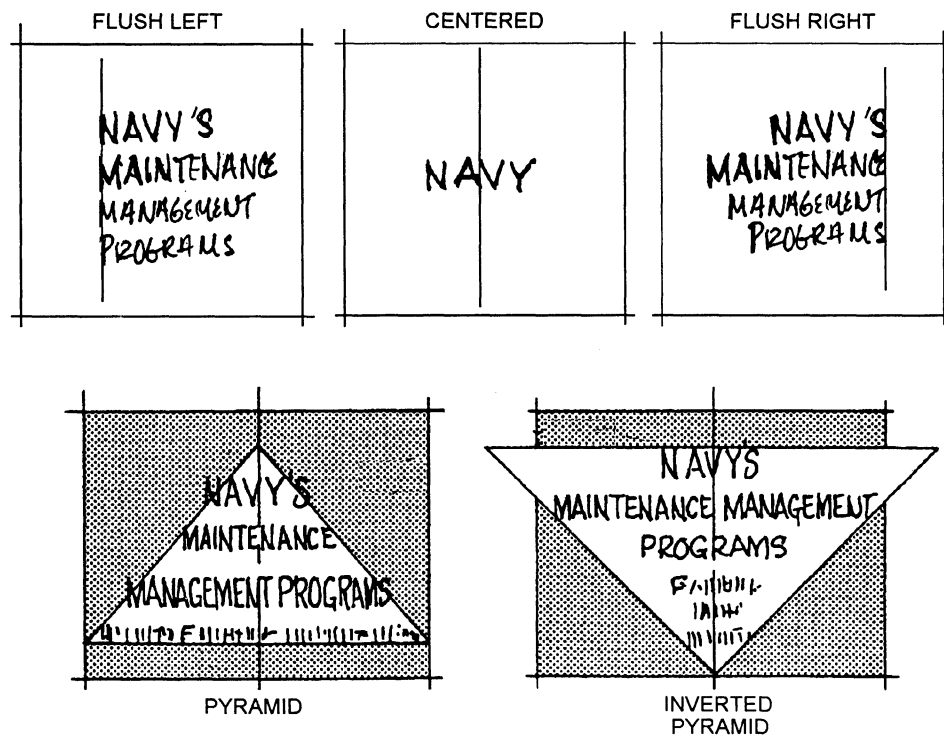 FLUSH LEFT
CENTERED
FLUSH RIGHT
NAVY'S
MAINTENANCE
MANAGEMENT
PROGRAMS
NAVY
NAVY'S
MAINTENANCE
MANAGEMENT
PROGRAMS
NAVY'S
MAINTENANCE
MANAGEMENT PROGRAMS
PYRAMID
NAVY'S
MAINTENANCE MANAGEMENT
PROGRAMS
INVERTED
PYRAMID